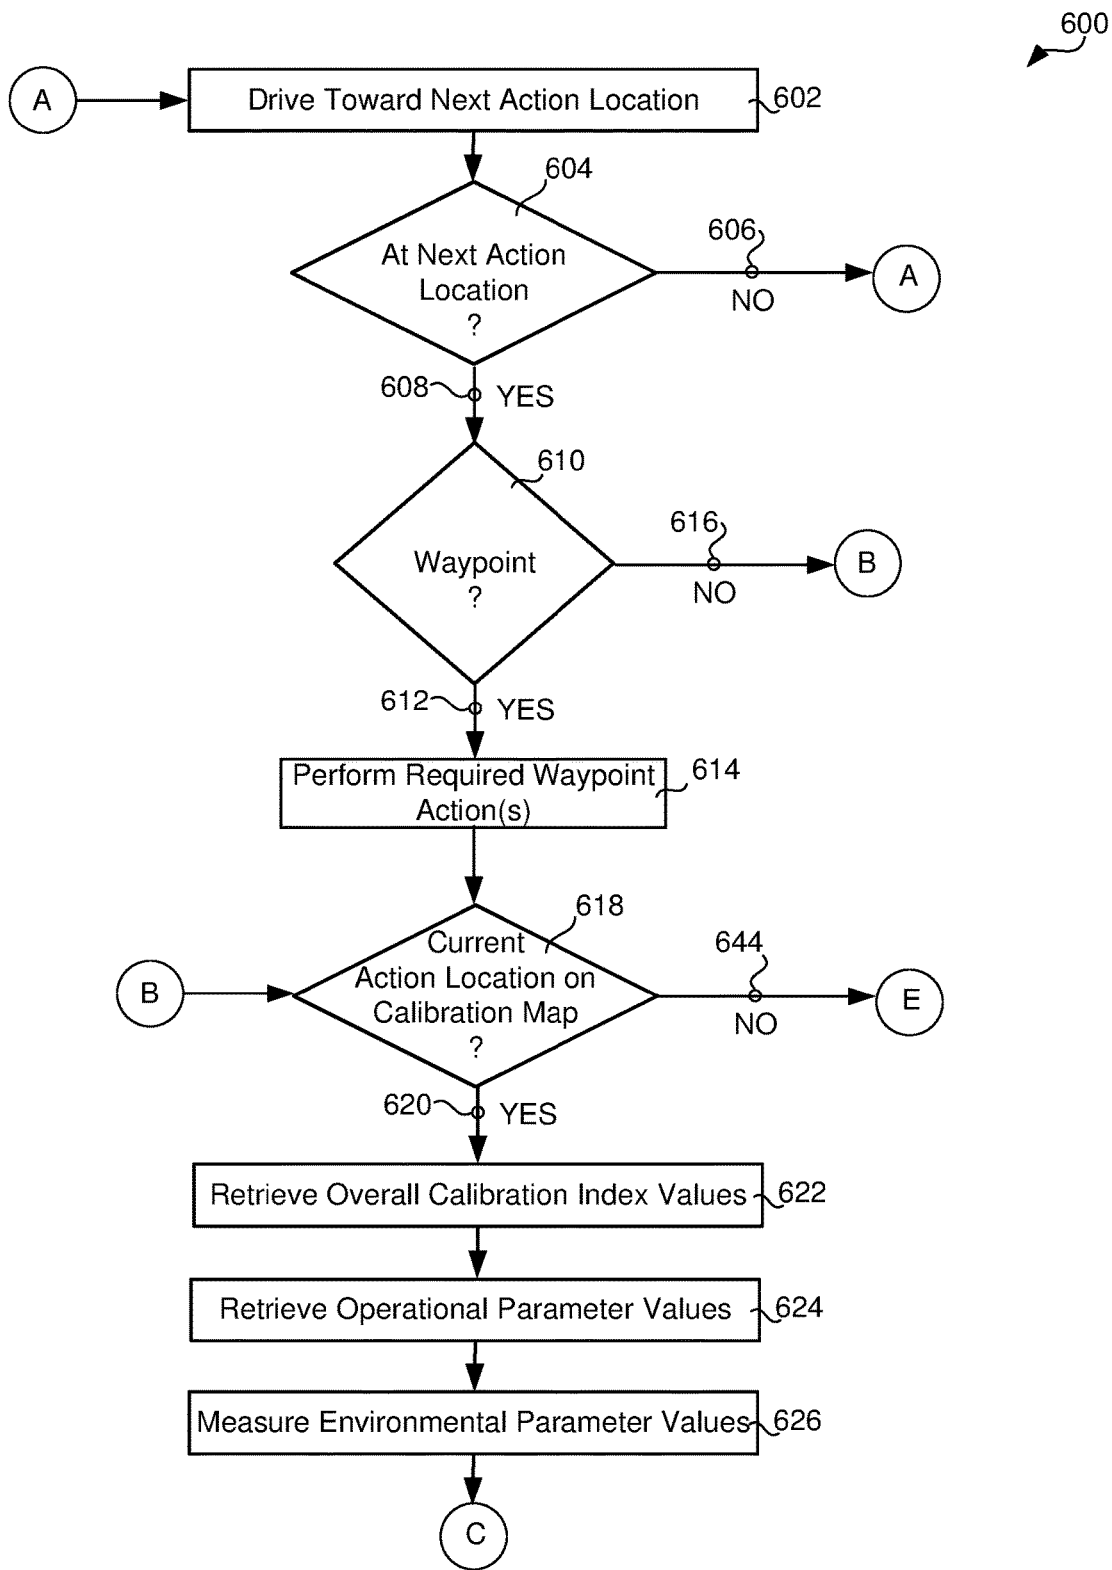 600
A
Drive Toward Next Action Location
602
604
At Next Action
Location
?
606
NO
A
608
YES
610
Waypoint
?
616
NO
B
612
YES
Perform Required Waypoint
Action(s)
614
618
Current
Action Location on
Calibration Map
?
B
644
NO
E
620
YES
Retrieve Overall Calibration Index Values
622
Retrieve Operational Parameter Values
624
Measure Environmental Parameter Values
626
C